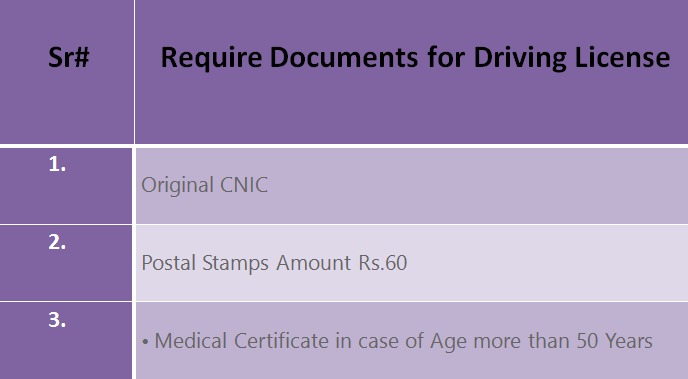 Sr# Require Documents for Driving License
1.
Original CNIC
2.
Postal Stamps Amount Rs.60
3.
• Medical Certificate in case of Age more than 50 Years